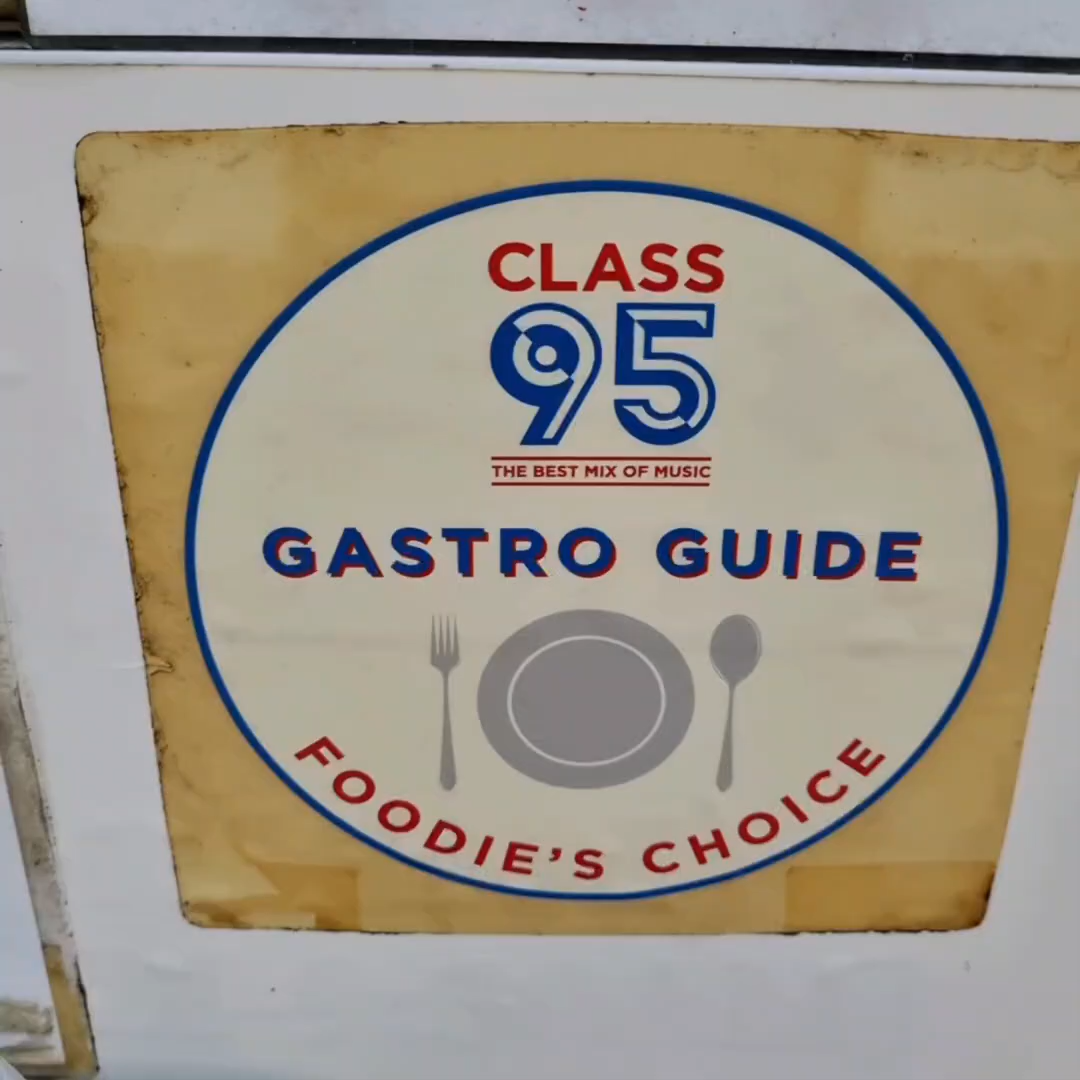 CLASS
95
THE BEST MIX OF MUSIC
GASTRO GUIDE
FOODIE'S CHOICE